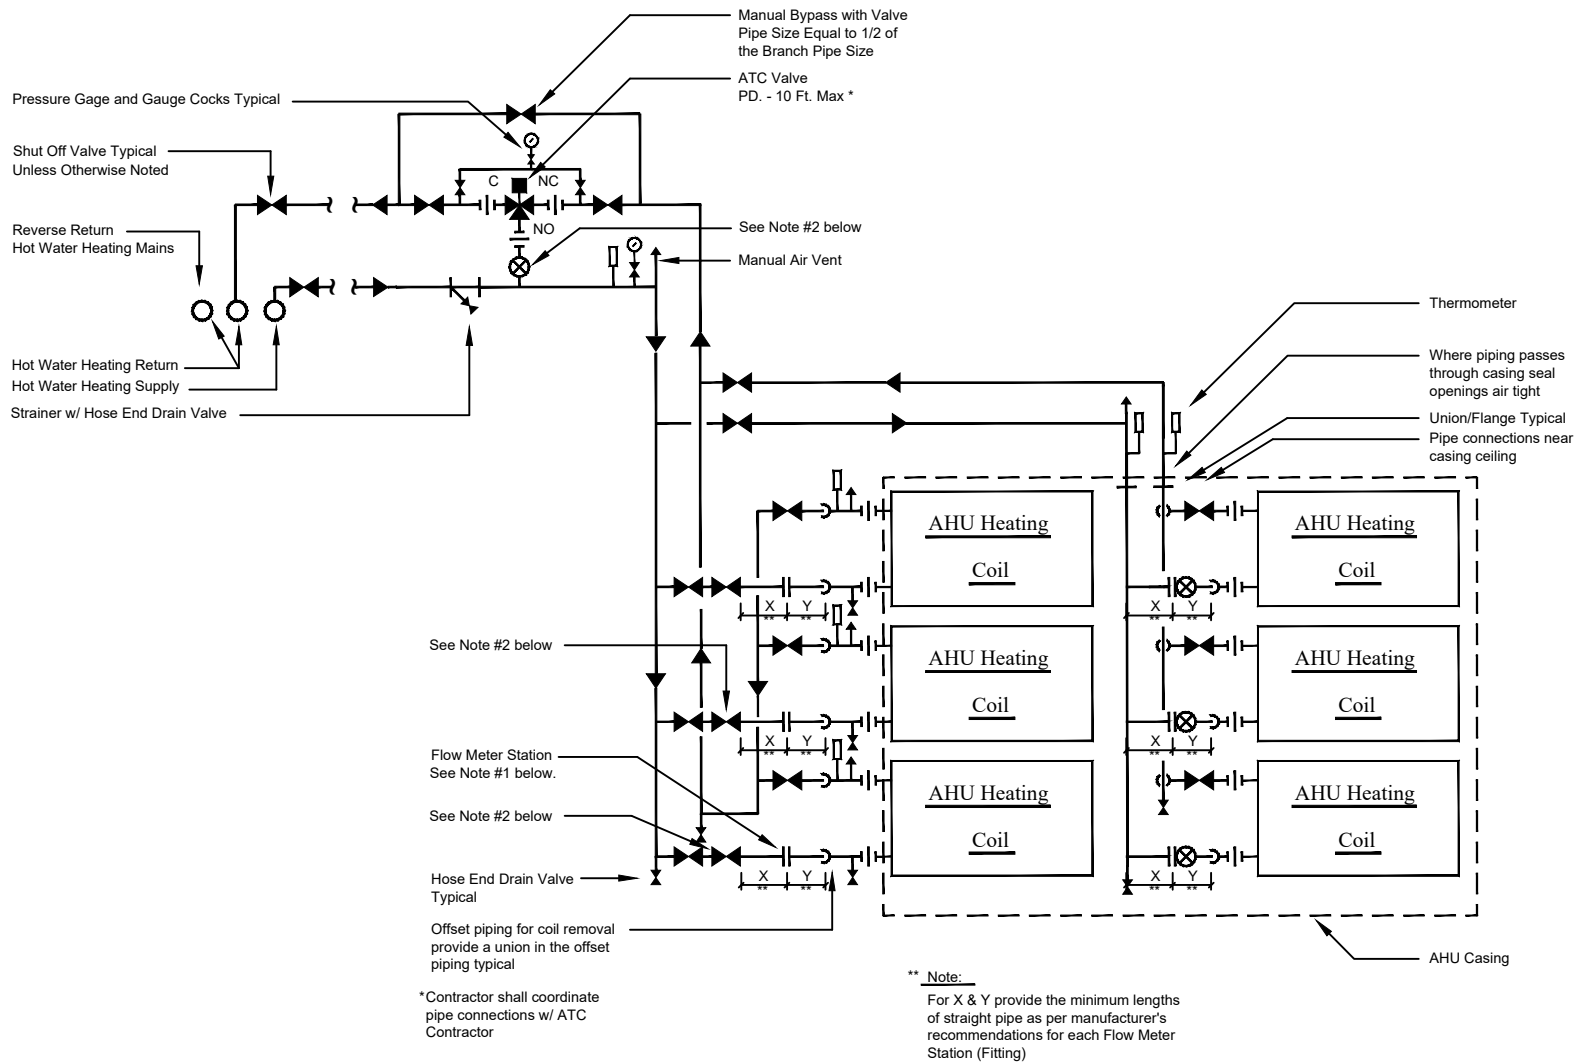 Manual Bypass with Valve
Pipe Size Equal to 1/2 of
the Branch Pipe Size
ATC Valve
PD. - 10 Ft. Max *
Pressure Gage and Gauge Cocks Typical
Shut Off Valve Typical
Unless Otherwise Noted
C
NC
NO
Reverse Return
Hot Water Heating Mains
See Note #2 below
Manual Air Vent
Hot Water Heating Return
Hot Water Heating Supply
Strainer w/ Hose End Drain Valve
Thermometer
Where piping passes
through casing seal
openings air tight
Union/Flange Typical
Pipe connections near
casing ceiling
AHU Heating
Coil
AHU Heating
Coil
X
**
Y
**
X
**
Y
**
See Note #2 below
AHU Heating
Coil
AHU Heating
Coil
X
**
Y
**
X
**
Y
**
Flow Meter Station
See Note #1 below.
See Note #2 below
AHU Heating
Coil
AHU Heating
Coil
X
**
Y
**
X
**
Y
**
Hose End Drain Valve
Typical
Offset piping for coil removal
provide a union in the offset
piping typical
AHU Casing
*Contractor shall coordinate
pipe connections w/ ATC
Contractor
** Note:
For X & Y provide the minimum lengths
of straight pipe as per manufacturer's
recommendations for each Flow Meter
Station (Fitting)